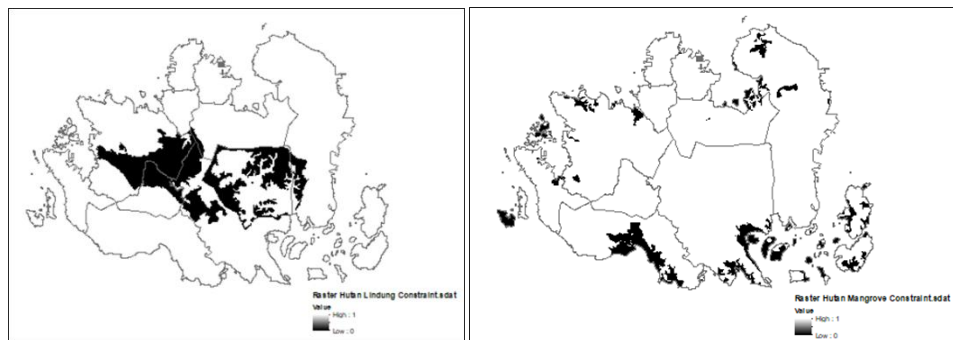 Raster Hutan Lindung Constraint.sdat
Value
High : 1
Low : 0
Raster Hutan Mangrove Constraint.sdat
Value
High : 1
Low : 0